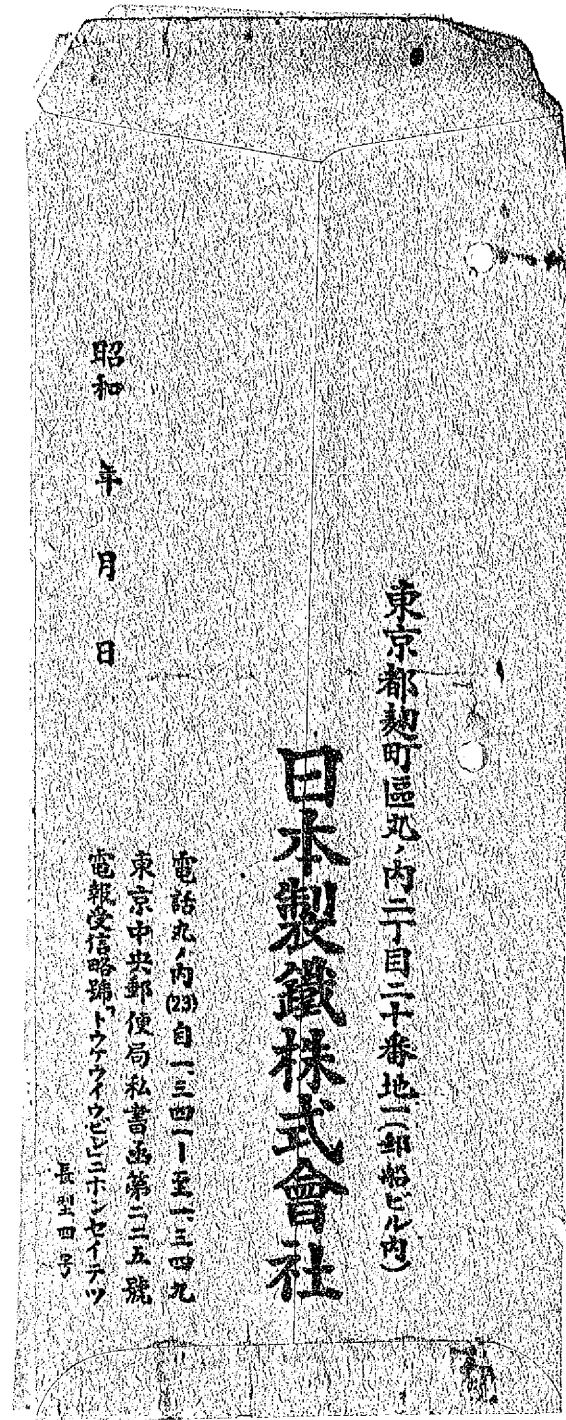 東京都麹町區丸ノ内二丁目二十番地一(郵船ビル内)
日本製鐵株式會社
電話丸ノ内(23)自一、三四一-至一、三四九
東京中央郵便局私書函第二二五號
電報受信略號「トウケウイウビンニホンセイテツ
昭和 年 月 日
長型四号